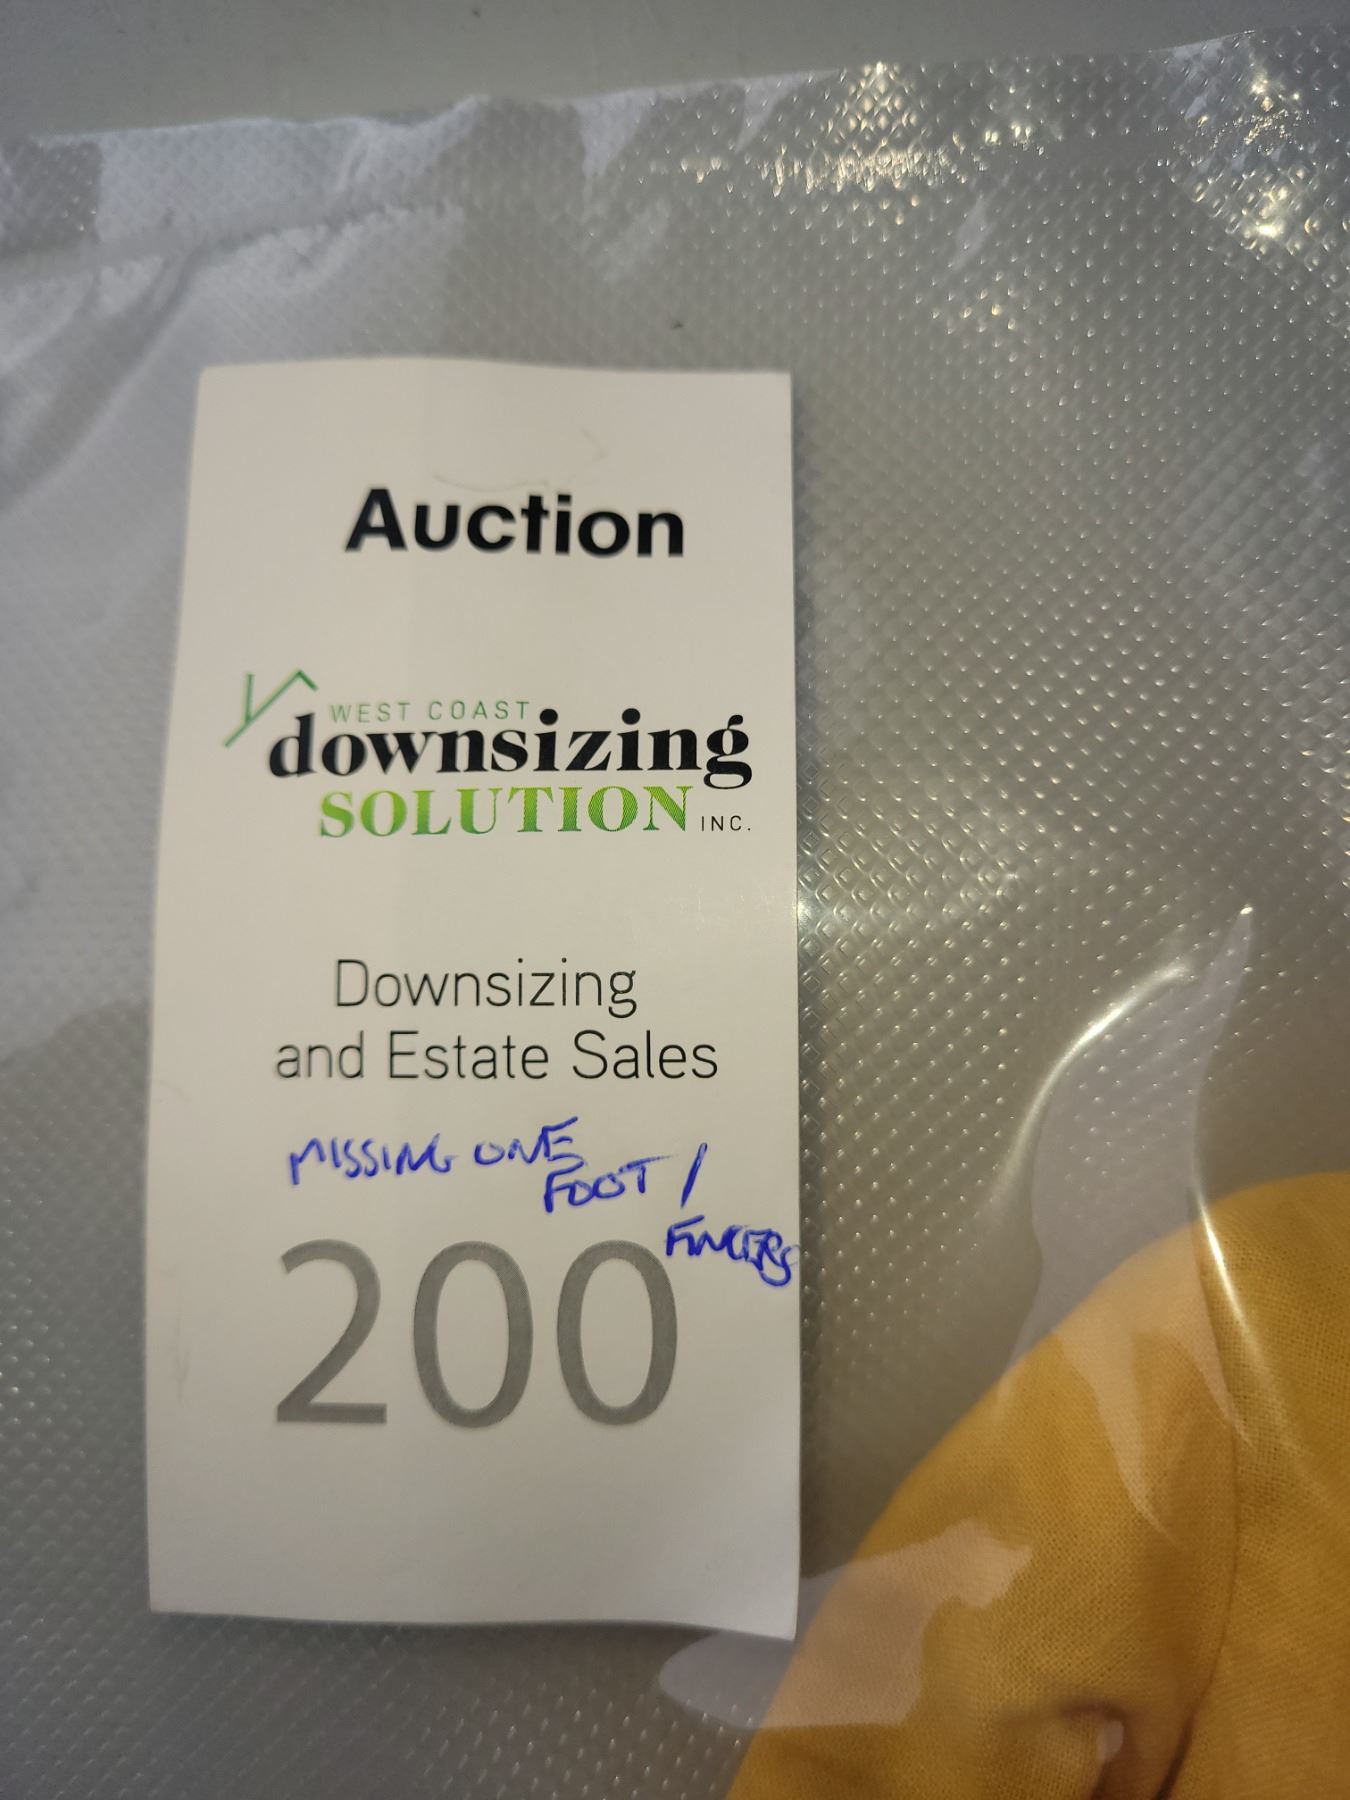 Auction
WEST COAST
downsizing
SOLUTION INC.
Downsizing
and Estate Sales
MISSING ONE
FOOT /
FINGERS
200